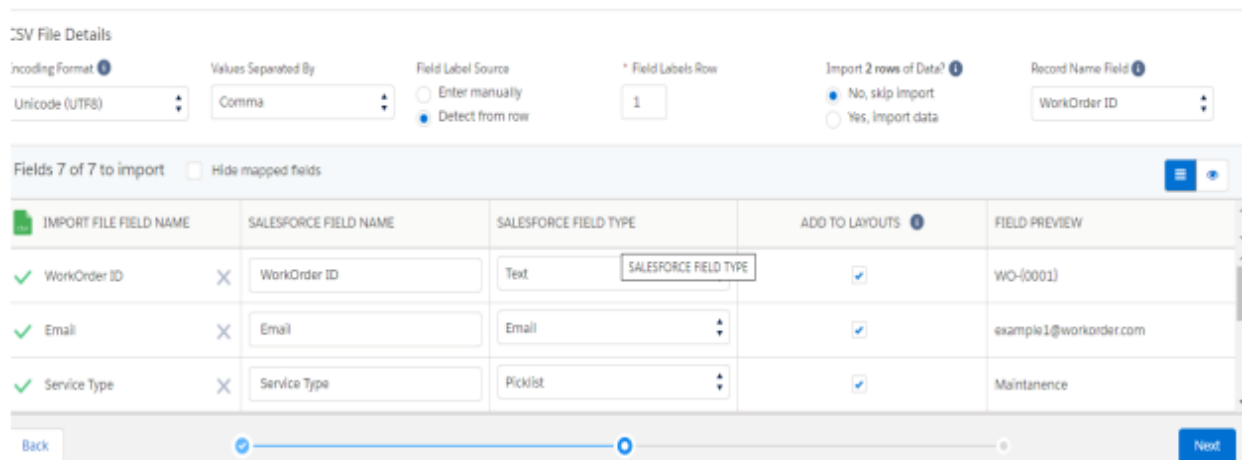 CSV File Details
Encoding Format
Values Separated By
Field Label Source
* Field Labels Row
Import 2 rows of Data?
Record Name Field
Unicode (UTF8)
Comma
Enter manually
Detect from row
1
No, skip import
Yes, import data
WorkOrder ID
Fields 7 of 7 to import
Hide mapped fields
IMPORT FILE FIELD NAME SALESFORCE FIELD NAME SALESFORCE FIELD TYPE ADD TO LAYOUTS FIELD PREVIEW
WorkOrder ID WorkOrder ID Text SALESFORCE FIELD TYPE WO-(0001)
Email Email Email example1@workorder.com
Service Type Service Type Picklist Maintanence
Back Next